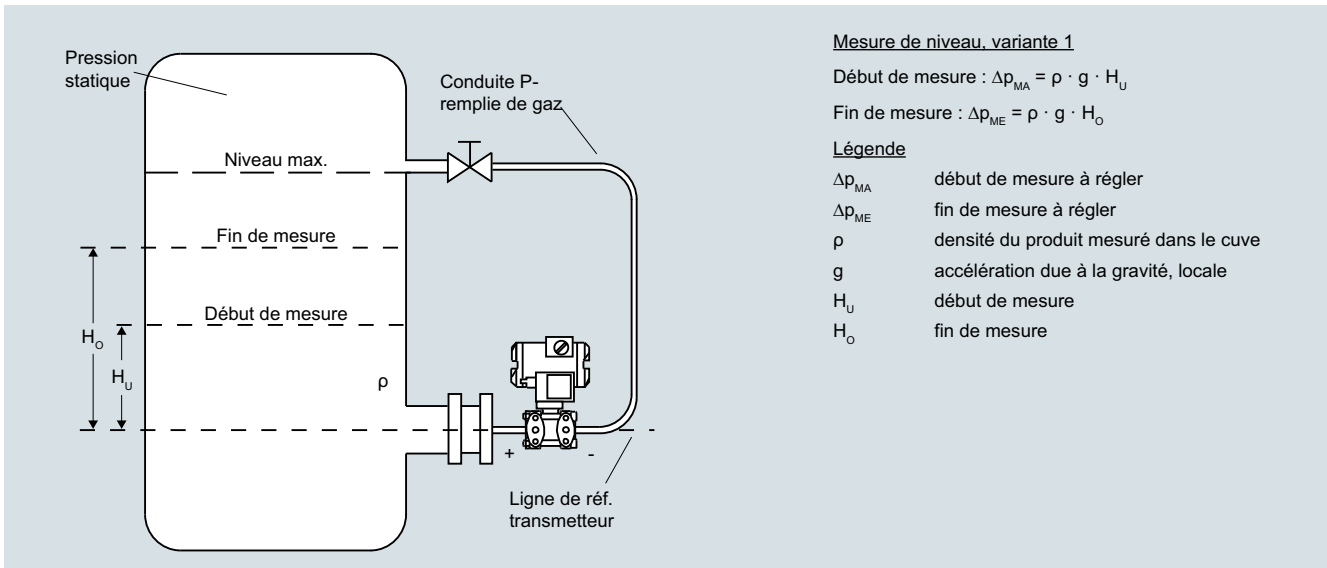 Pression
statique
Conduite P-
remplie de gaz
Niveau max.
Fin de mesure
Début de mesure
H_O
H_U
ρ
+
-
Ligne de réf.
transmetteur
Mesure de niveau, variante 1
Début de mesure : Δp_MA = ρ · g · H_U
Fin de mesure : Δp_ME = ρ · g · H_O
Légende
Δp_MA début de mesure à régler
Δp_ME fin de mesure à régler
ρ densité du produit mesuré dans le cuve
g accélération due à la gravité, locale
H_U début de mesure
H_O fin de mesure